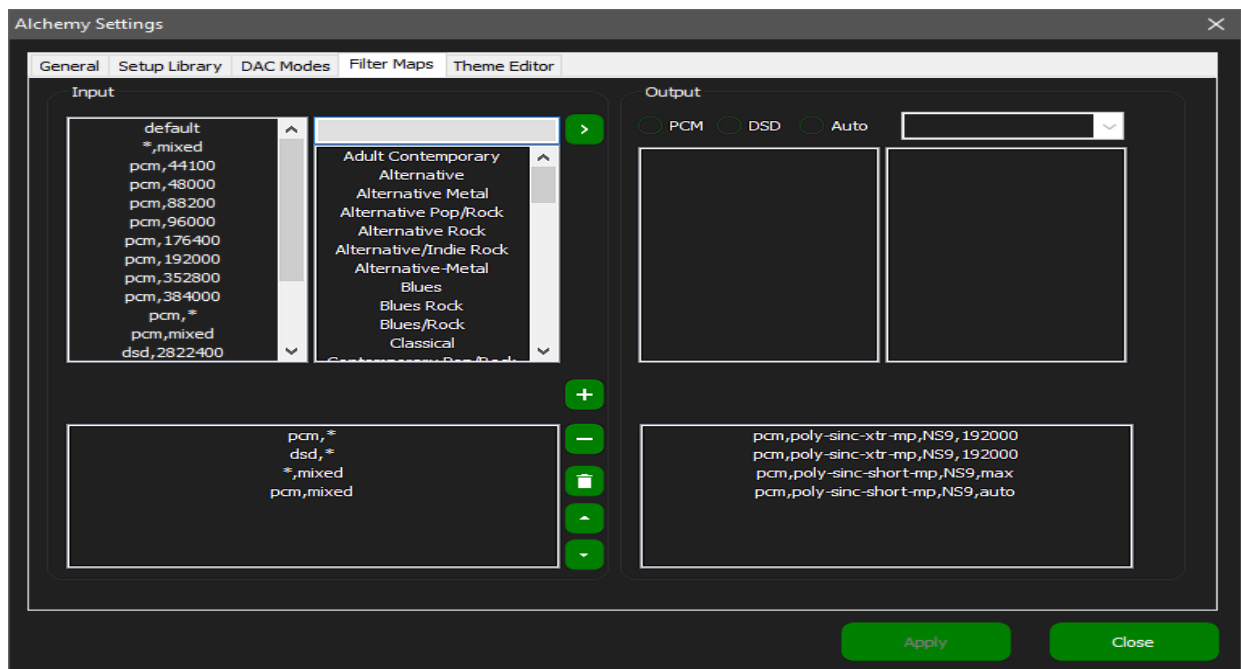 Alchemy Settings
General Setup Library DAC Modes Filter Maps Theme Editor
Input
default
*,mixed
pcm,44100
pcm,48000
pcm,88200
pcm,96000
pcm,176400
pcm,192000
pcm,352800
pcm,384000
pcm,*
pcm,mixed
dsd,2822400
Adult Contemporary
Alternative
Alternative Metal
Alternative Pop/Rock
Alternative Rock
Alternative/Indie Rock
Alternative-Metal
Blues
Blues Rock
Blues/Rock
Classical
Contemporary Pop/Rock
pcm,*
dsd,*
*,mixed
pcm,mixed
Output
PCM DSD Auto
pcm,poly-sinc-xtr-mp,NS9,192000
pcm,poly-sinc-xtr-mp,NS9,192000
pcm,poly-sinc-short-mp,NS9,max
pcm,poly-sinc-short-mp,NS9,auto
Apply Close